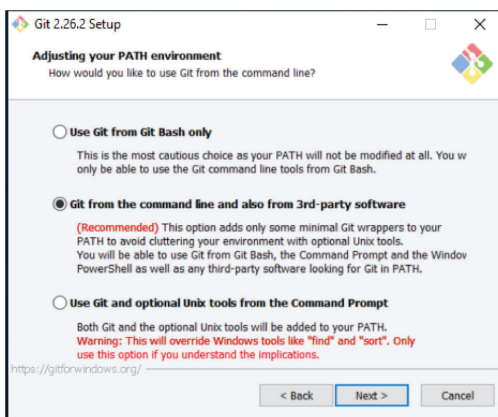 Git 2.26.2 Setup
Adjusting your PATH environment
How would you like to use Git from the command line?
Use Git from Git Bash only
This is the most cautious choice as your PATH will not be modified at all. You w
only be able to use the Git command line tools from Git Bash.
Git from the command line and also from 3rd-party software
(Recommended) This option adds only some minimal Git wrappers to your
PATH to avoid cluttering your environment with optional Unix tools.
You will be able to use Git from Git Bash, the Command Prompt and the Window
PowerShell as well as any third-party software looking for Git in PATH.
Use Git and optional Unix tools from the Command Prompt
Both Git and the optional Unix tools will be added to your PATH.
Warning: This will override Windows tools like "find" and "sort". Only
use this option if you understand the implications.
https://gitforwindows.org/
< Back Next > Cancel